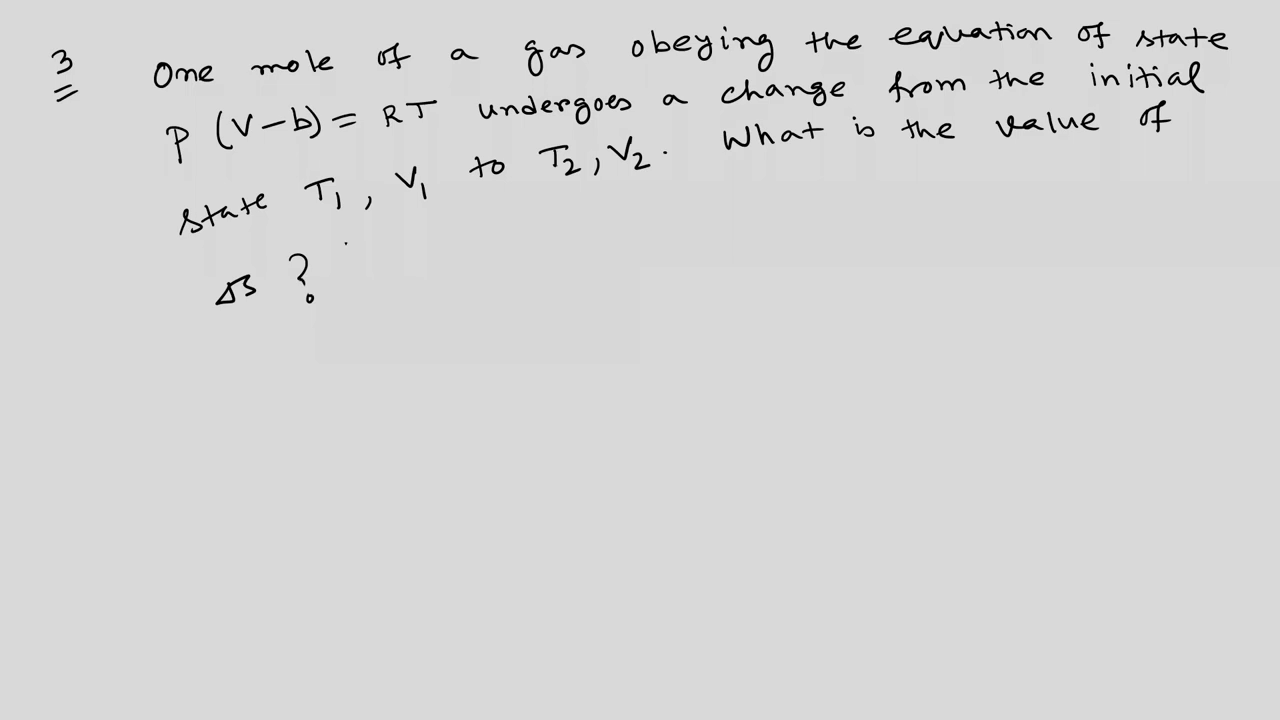 3 One mole of a gas obeying the equation of state
P (V-b) = RT undergoes a change from the initial
state T1, V1 to T2, V2. What is the value of
ΔS ?